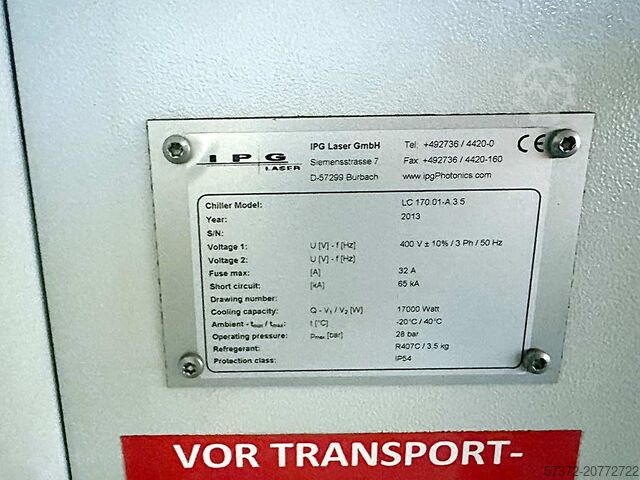 IPG
LASER
IPG Laser GmbH Tel: +492736 / 4420-0
Siemensstrasse 7 Fax: +492736 / 4420-160
D-57299 Burbach www.ipgPhotonics.com
CE
Chiller Model: LC 170.01-A.3.5
Year: 2013
S/N:
Voltage 1: U [V] - f [Hz] 400 V ± 10% / 3 Ph / 50 Hz
Voltage 2: U [V] - f [Hz]
Fuse max: [A] 32 A
Short circuit: [kA] 65 kA
Drawing number:
Cooling capacity: Q - V₁ / V₂ [W] 17000 Watt
Ambient - tmin / tmax: t [°C] -20°C / 40°C
Operating pressure: pmax [bar] 28 bar
Refregerant: R407C / 3.5 kg
Protection class: IP54
VOR TRANSPORT-
57372-20772722